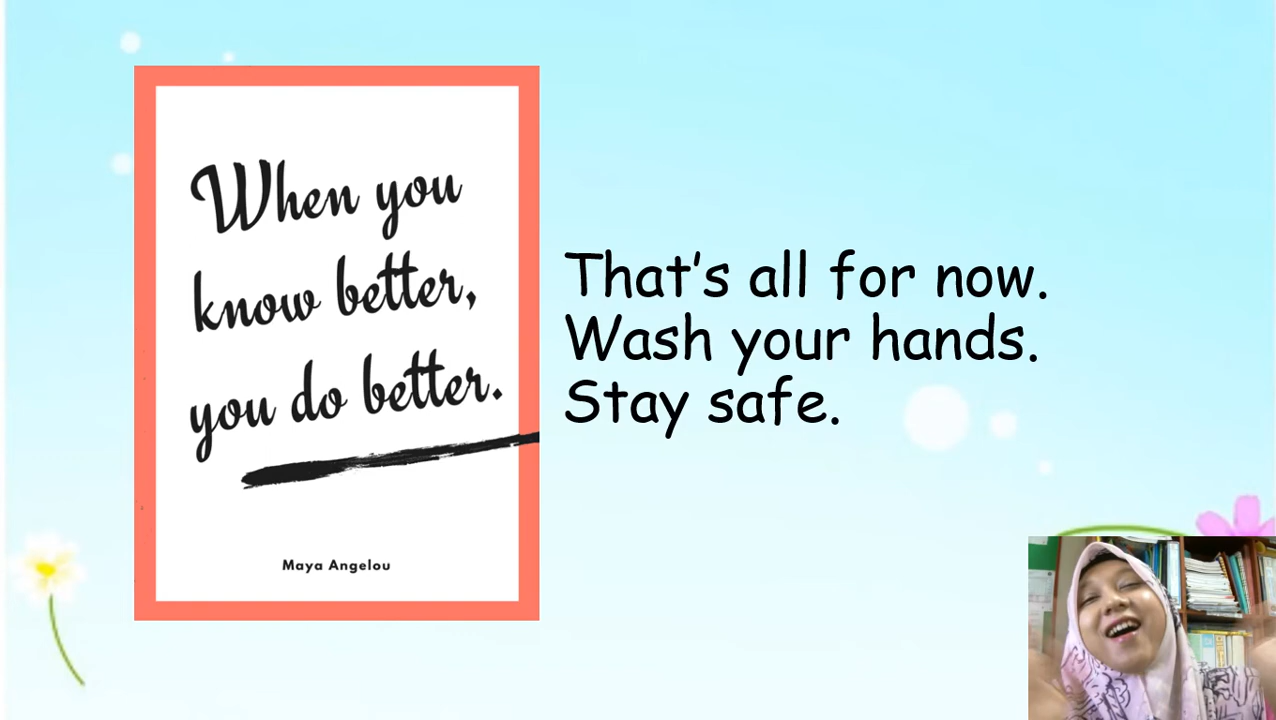 When you
know better,
you do better.
Maya Angelou
That's all for now.
Wash your hands.
Stay safe.